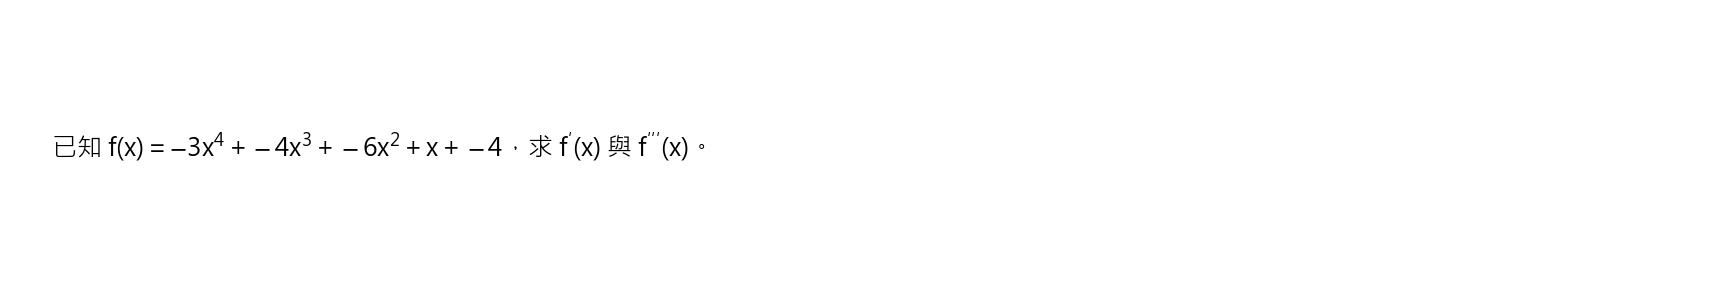 已知 f(x) = −3x⁴ + −4x³ + −6x² + x + −4，求 f′(x) 與 f′′′(x)。